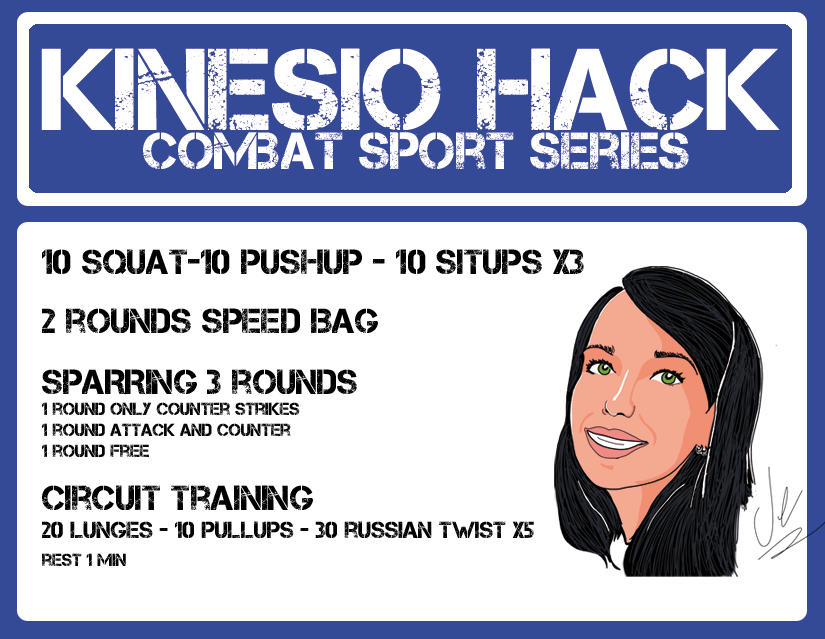 KINESIO HACK
COMBAT SPORT SERIES
10 SQUAT-10 PUSHUP - 10 SITUPS X3
2 ROUNDS SPEED BAG
SPARRING 3 ROUNDS
1 ROUND ONLY COUNTER STRIKES
1 ROUND ATTACK AND COUNTER
1 ROUND FREE
CIRCUIT TRAINING
20 LUNGES - 10 PULLUPS - 30 RUSSIAN TWIST X5
REST 1 MIN